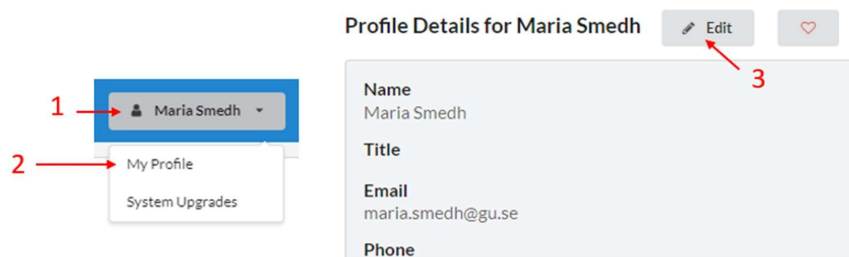 Profile Details for Maria Smedh
Edit
3
Name
Maria Smedh
1
Maria Smedh
Title
2
My Profile
System Upgrades
Email
maria.smedh@gu.se
Phone